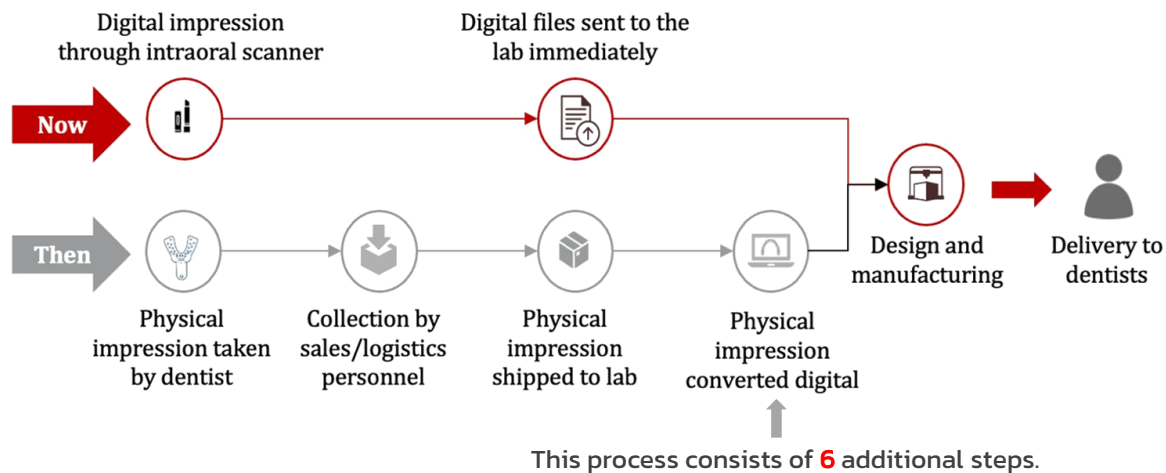 Digital impression
through intraoral scanner
Digital files sent to the
lab immediately
Now
Then
Physical
impression taken
by dentist
Collection by
sales/logistics
personnel
Physical
impression
shipped to lab
Physical
impression
converted digital
Design and
manufacturing
Delivery to
dentists
This process consists of 6 additional steps.